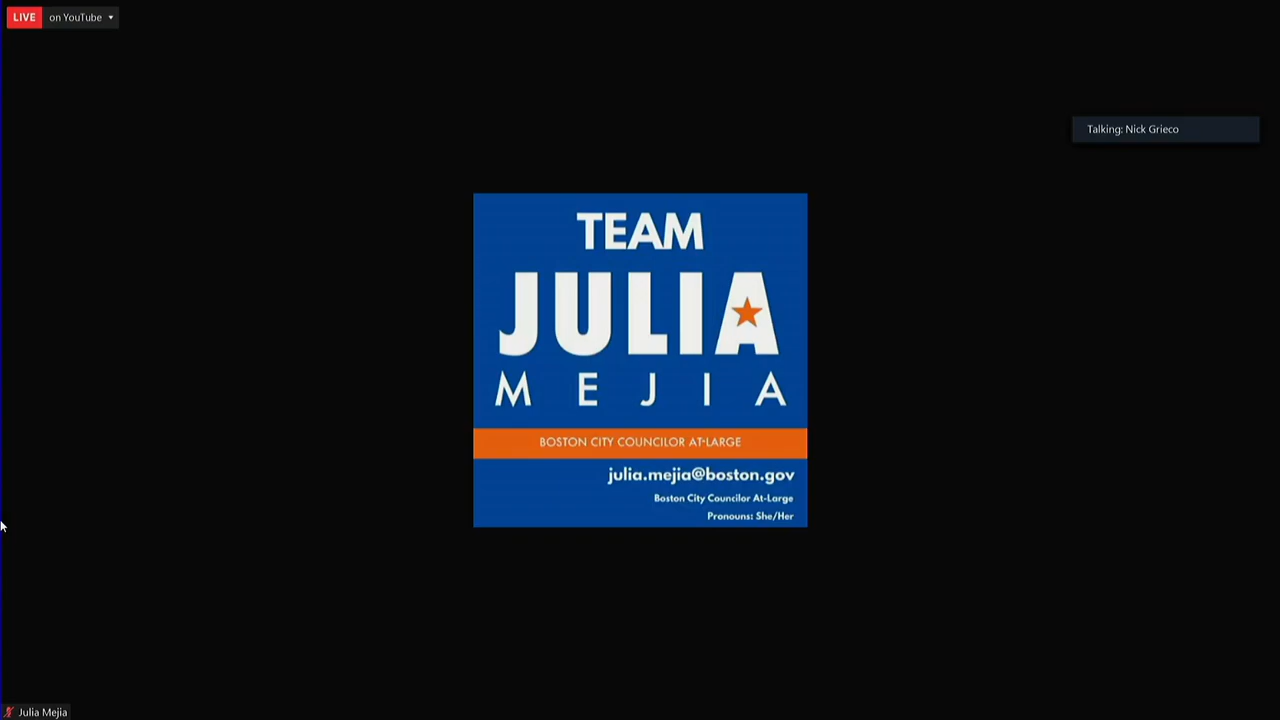 LIVE on YouTube
Talking: Nick Grieco
TEAM
JULIA
MEJIA
BOSTON CITY COUNCILOR AT-LARGE
julia.mejia@boston.gov
Boston City Councilor At-Large
Pronouns: She/Her
Julia Mejia